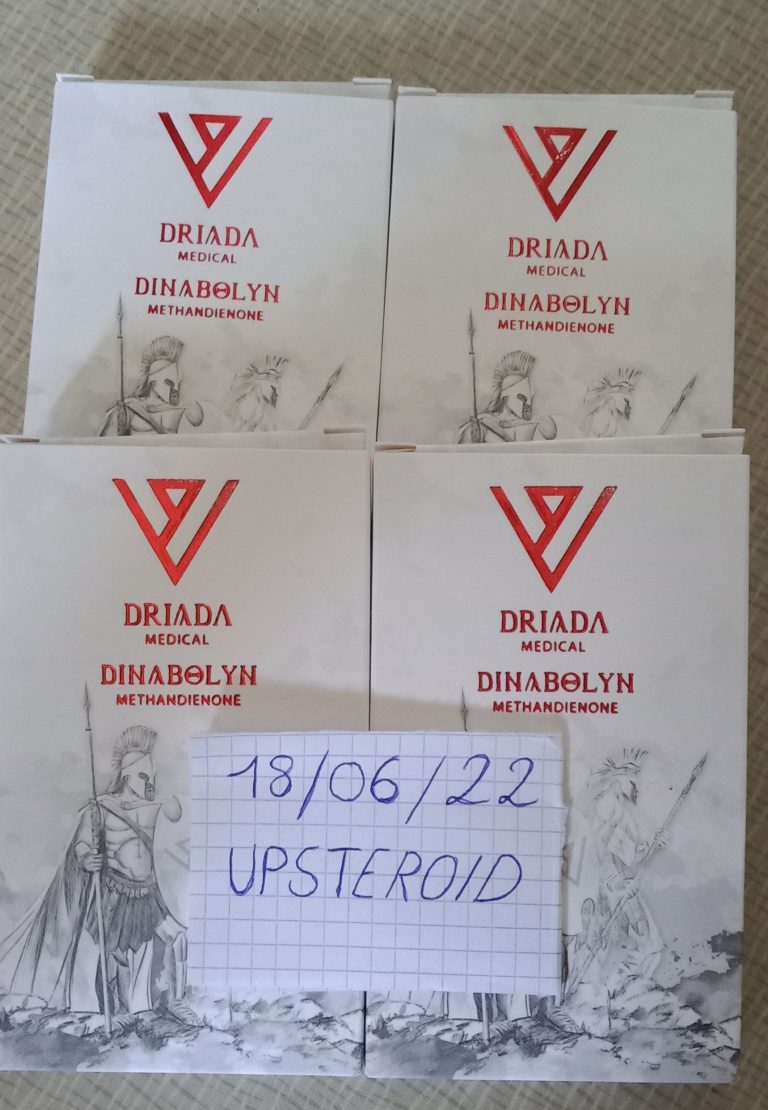 DRIADA
MEDICAL
DINABOLYN
METHANDIENONE
DRIADA
MEDICAL
DINABOLYN
METHANDIENONE
DRIADA
MEDICAL
DINABOLYN
METHANDIENONE
DRIADA
MEDICAL
DINABOLYN
METHANDIENONE
18/06/22
UPSTEROID